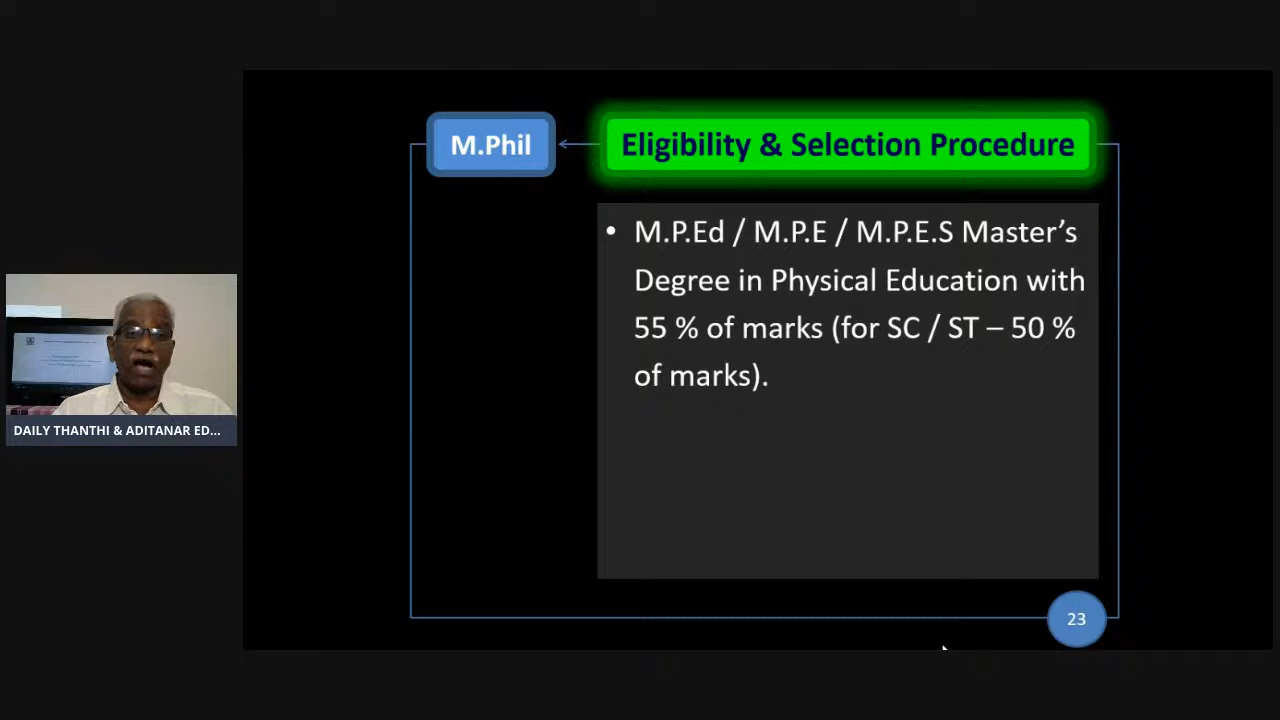 M.Phil
Eligibility & Selection Procedure
• M.P.Ed / M.P.E / M.P.E.S Master’s
Degree in Physical Education with
55 % of marks (for SC / ST – 50 %
of marks).
DAILY THANTHI & ADITANAR ED...
23